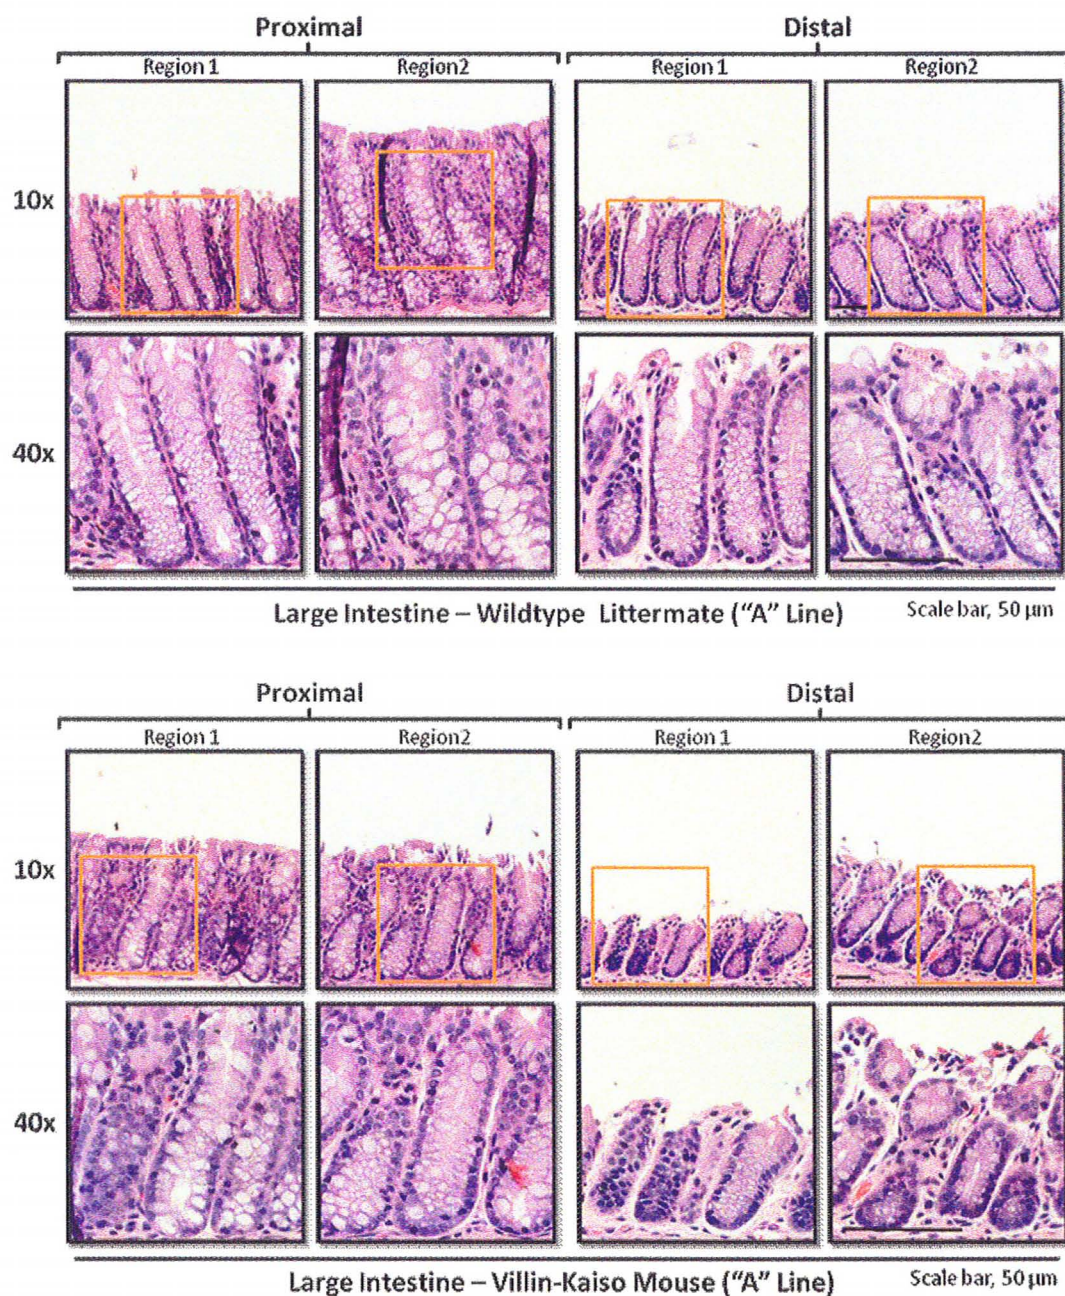 Proximal Distal
Region 1 Region2 Region 1 Region2
10x
40x
Large Intestine – Wildtype Littermate ("A" Line) Scale bar, 50 µm
Proximal Distal
Region 1 Region2 Region 1 Region2
10x
40x
Large Intestine – Villin-Kaiso Mouse ("A" Line) Scale bar, 50 µm